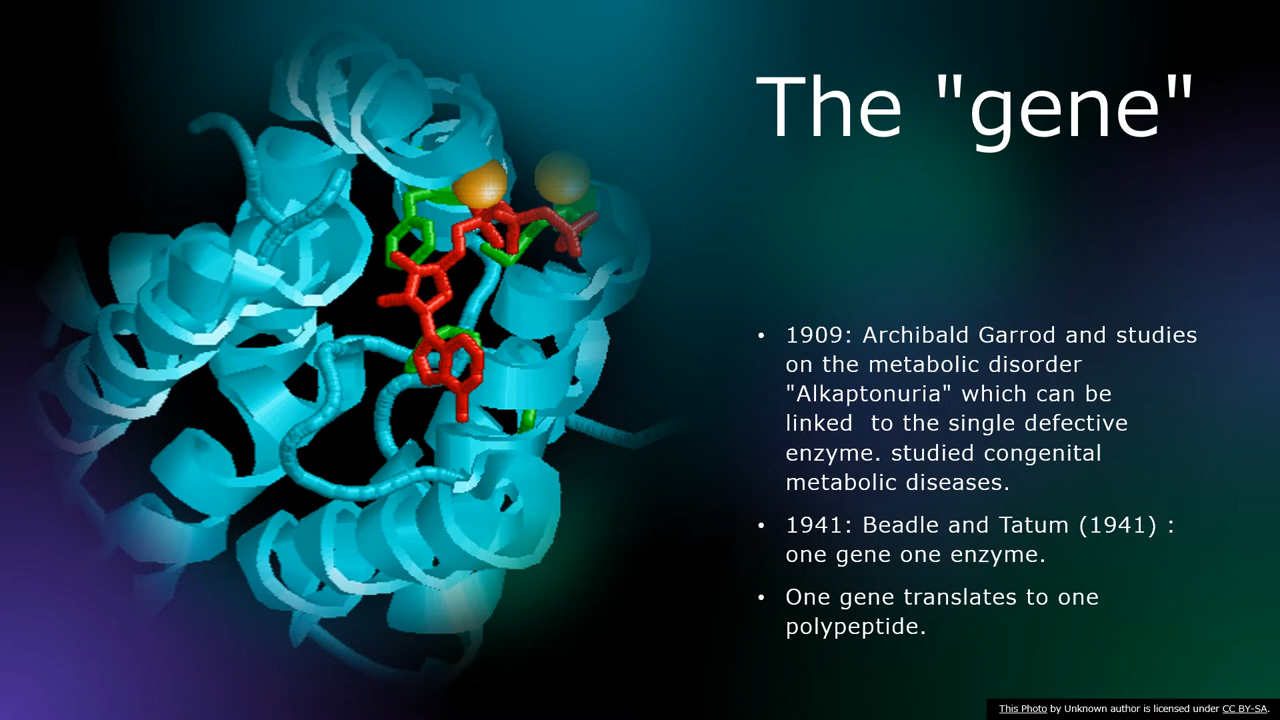 The "gene"
• 1909: Archibald Garrod and studies
on the metabolic disorder
"Alkaptonuria" which can be
linked  to the single defective
enzyme. studied congenital
metabolic diseases.
• 1941: Beadle and Tatum (1941) :
one gene one enzyme.
• One gene translates to one
polypeptide.
This Photo by Unknown author is licensed under CC BY-SA.